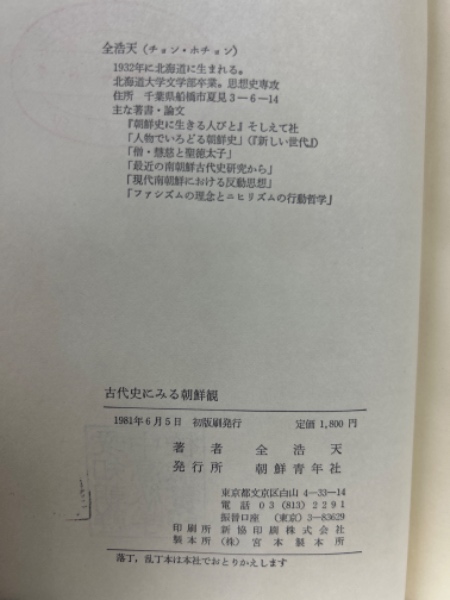 全浩天（チョン・ホチョン）
1932年に北海道に生まれる。
北海道大学文学部卒業。思想史専攻
住所　千葉県船橋市夏見3－6－14
主な著書・論文
『朝鮮史に生きる人びと』そしえて社
「人物でいろどる朝鮮史」（『新しい世代』）
「僧・慧慈と聖徳太子」
「最近の南朝鮮古代史研究から」
「現代南朝鮮における反動思想」
「ファシズムの理念とニヒリズムの行動哲学」
古代史にみる朝鮮観
1981年6月5日　初版刷発行　定価 1,800 円
著者　全浩天
発行所　朝鮮青年社
東京都文京区白山 4－33－14
電話 03 (813) 2291
振替口座 （東京）3－83629
印刷所　新協印刷株式会社
製本所　（株）宮本製本所
落丁，乱丁本は本社でおとりかえします